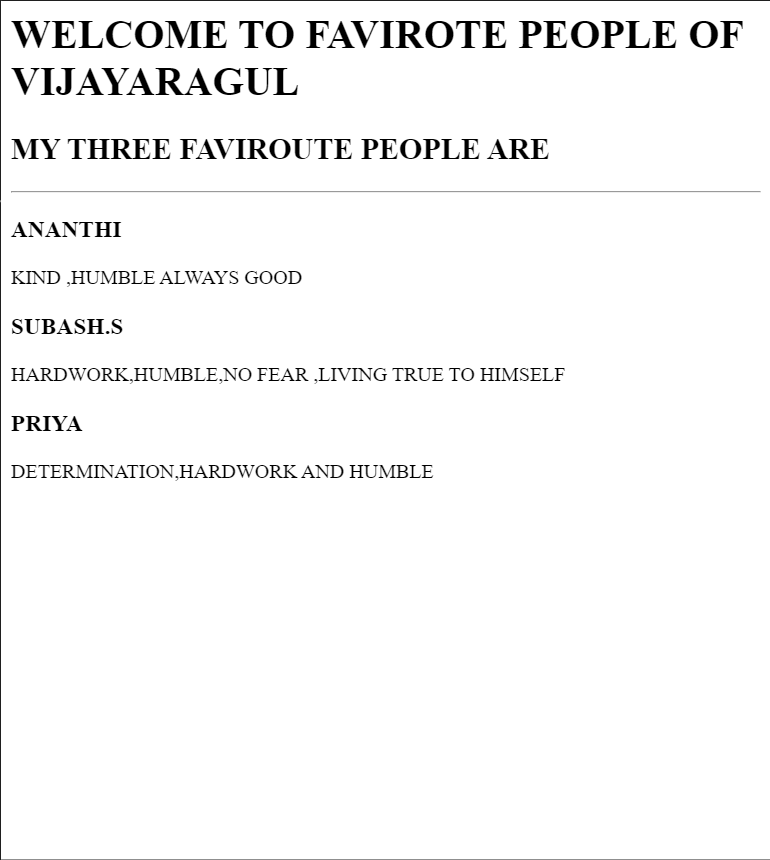 WELCOME TO FAVIROTE PEOPLE OF
VIJAYARAGUL
MY THREE FAVIROUTE PEOPLE ARE
ANANTHI
KIND ,HUMBLE ALWAYS GOOD
SUBASH.S
HARDWORK,HUMBLE,NO FEAR ,LIVING TRUE TO HIMSELF
PRIYA
DETERMINATION,HARDWORK AND HUMBLE